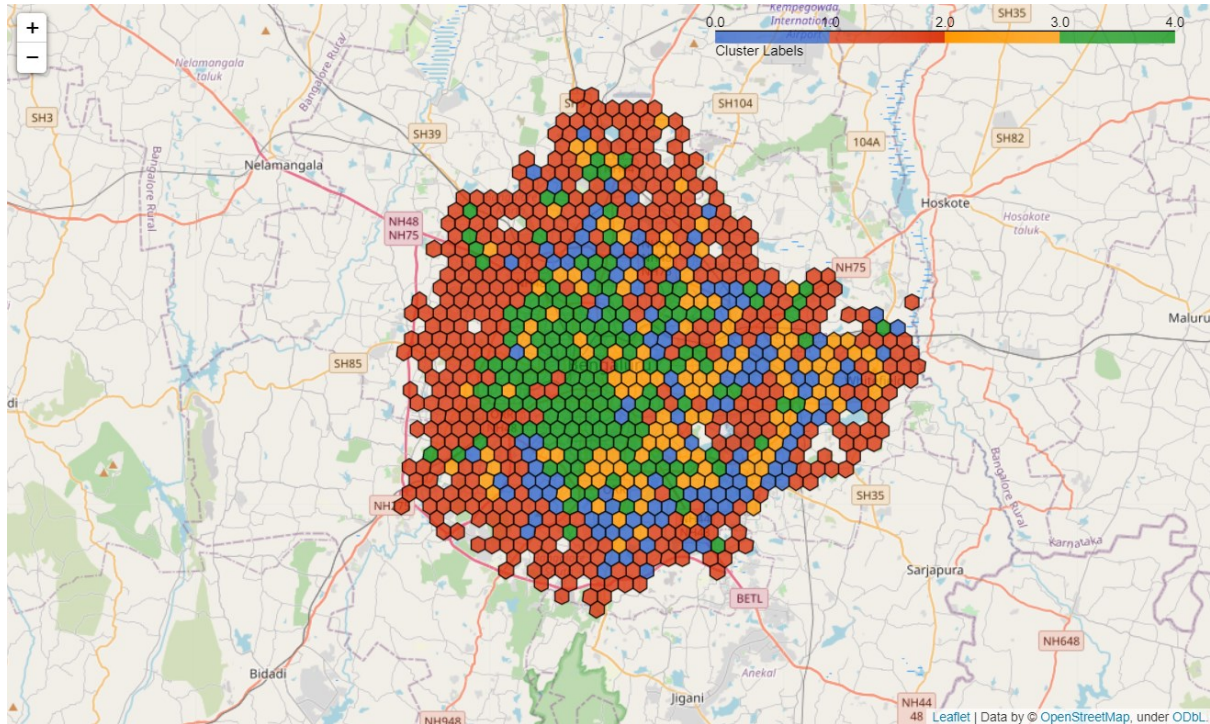 +
−
Kempegowda
International
Airport
SH35
0.0 1.0 2.0 3.0 4.0
Cluster Labels
Nelamangala
taluk
Bangalore Rural
SH3
SH39
SH104
104A
SH82
Bangalore Rural
Nelamangala
Hoskote
Hosakote
taluk
NH48
NH75
NH75
Maluru
SH85
Bengaluru
di
SH35
Bangalore Rural
Karnataka
Sarjapura
BETL
NH648
Bidadi
Anekal
Jigani
NH948
NH44
48
Leaflet | Data by © OpenStreetMap, under ODbL.